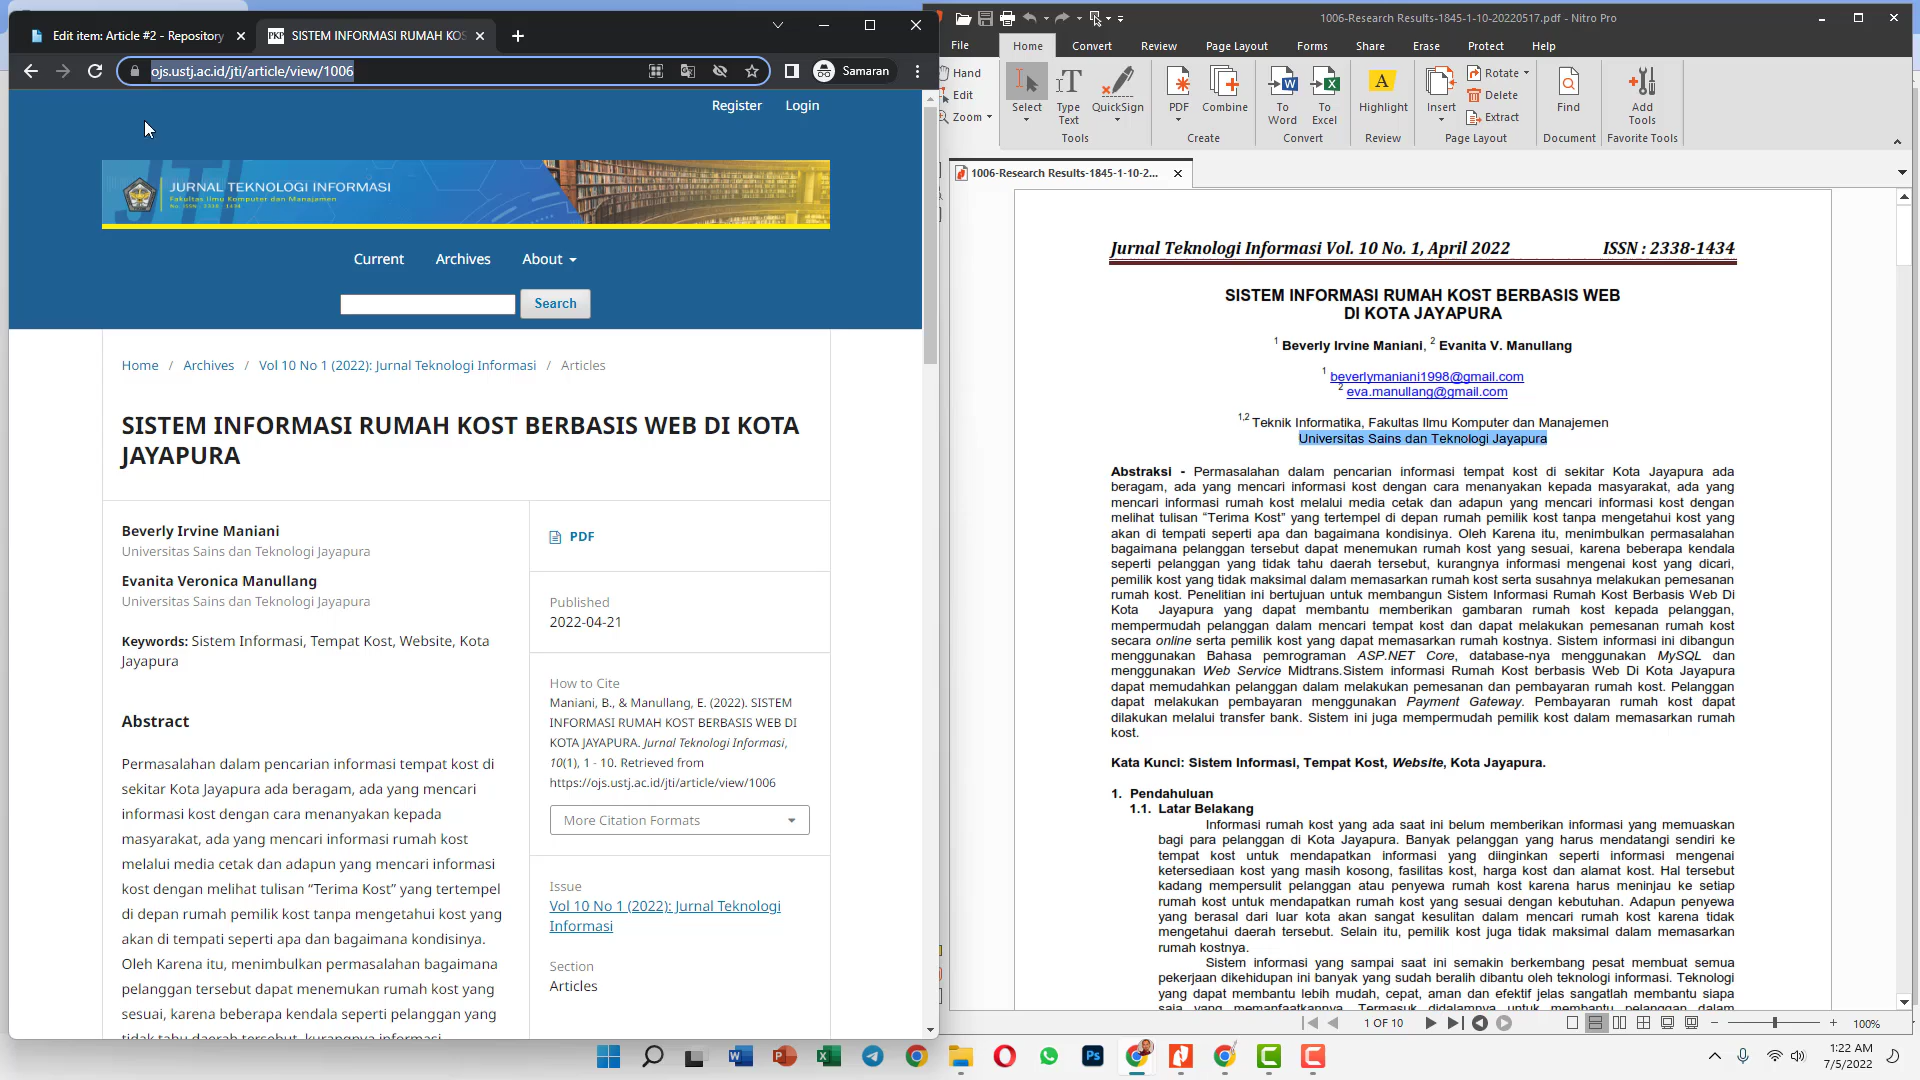 Edit item: Article #2 - Repository
SISTEM INFORMASI RUMAH KOS
ojs.ustj.ac.id/jti/article/view/1006
Samaran
Register
Login
JURNAL TEKNOLOGI INFORMASI
Fakultas Ilmu Komputer dan Manajemen
No. ISSN : 2338 - 1434
Current
Archives
About
Search
Home / Archives / Vol 10 No 1 (2022): Jurnal Teknologi Informasi / Articles
SISTEM INFORMASI RUMAH KOST BERBASIS WEB DI KOTA
JAYAPURA
Beverly Irvine Maniani
Universitas Sains dan Teknologi Jayapura
Evanita Veronica Manullang
Universitas Sains dan Teknologi Jayapura
Keywords: Sistem Informasi, Tempat Kost, Website, Kota
Jayapura
Abstract
Permasalahan dalam pencarian informasi tempat kost di
sekitar Kota Jayapura ada beragam, ada yang mencari
informasi kost dengan cara menanyakan kepada
masyarakat, ada yang mencari informasi rumah kost
melalui media cetak dan adapun yang mencari informasi
kost dengan melihat tulisan “Terima Kost” yang tertempel
di depan rumah pemilik kost tanpa mengetahui kost yang
akan di tempati seperti apa dan bagaimana kondisinya.
Oleh Karena itu, menimbulkan permasalahan bagaimana
pelanggan tersebut dapat menemukan rumah kost yang
sesuai, karena beberapa kendala seperti pelanggan yang
tidak tahu daerah tersebut, kurangnya informasi
PDF
Published
2022-04-21
How to Cite
Maniani, B., & Manullang, E. (2022). SISTEM
INFORMASI RUMAH KOST BERBASIS WEB DI
KOTA JAYAPURA. Jurnal Teknologi Informasi,
10(1), 1 - 10. Retrieved from
https://ojs.ustj.ac.id/jti/article/view/1006
More Citation Formats
Issue
Vol 10 No 1 (2022): Jurnal Teknologi
Informasi
Section
Articles
1006-Research Results-1845-1-10-20220517.pdf - Nitro Pro
File
Home
Convert
Review
Page Layout
Forms
Share
Erase
Protect
Help
Hand
Edit
Zoom
Select
Type
Text
QuickSign
Tools
PDF
Combine
Create
To
Word
To
Excel
Convert
Highlight
Review
Insert
Rotate
Delete
Extract
Page Layout
Find
Document
Add
Tools
Favorite Tools
1006-Research Results-1845-1-10-2...
Jurnal Teknologi Informasi Vol. 10 No. 1, April 2022 ISSN : 2338-1434
SISTEM INFORMASI RUMAH KOST BERBASIS WEB
DI KOTA JAYAPURA
1 Beverly Irvine Maniani, 2 Evanita V. Manullang
1 beverlymaniani1998@gmail.com
2 eva.manullang@gmail.com
1,2 Teknik Informatika, Fakultas Ilmu Komputer dan Manajemen
Universitas Sains dan Teknologi Jayapura
Abstraksi - Permasalahan dalam pencarian informasi tempat kost di sekitar Kota Jayapura ada
beragam, ada yang mencari informasi kost dengan cara menanyakan kepada masyarakat, ada yang
mencari informasi rumah kost melalui media cetak dan adapun yang mencari informasi kost dengan
melihat tulisan “Terima Kost” yang tertempel di depan rumah pemilik kost tanpa mengetahui kost yang
akan di tempati seperti apa dan bagaimana kondisinya. Oleh Karena itu, menimbulkan permasalahan
bagaimana pelanggan tersebut dapat menemukan rumah kost yang sesuai, karena beberapa kendala
seperti pelanggan yang tidak tahu daerah tersebut, kurangnya informasi mengenai kost yang dicari,
pemilik kost yang tidak maksimal dalam memasarkan rumah kost serta susahnya melakukan pemesanan
rumah kost. Penelitian ini bertujuan untuk membangun Sistem Informasi Rumah Kost Berbasis Web Di
Kota Jayapura yang dapat membantu memberikan gambaran rumah kost kepada pelanggan,
mempermudah pelanggan dalam mencari tempat kost dan dapat melakukan pemesanan rumah kost
secara online serta pemilik kost yang dapat memasarkan rumah kostnya. Sistem informasi ini dibangun
menggunakan Bahasa pemrograman ASP.NET Core, database-nya menggunakan MySQL dan
menggunakan Web Service Midtrans.Sistem informasi Rumah Kost berbasis Web Di Kota Jayapura
dapat memudahkan pelanggan dalam melakukan pemesanan dan pembayaran rumah kost. Pelanggan
dapat melakukan pembayaran menggunakan Payment Gateway. Pembayaran rumah kost dapat
dilakukan melalui transfer bank. Sistem ini juga mempermudah pemilik kost dalam memasarkan rumah
kost.
Kata Kunci: Sistem Informasi, Tempat Kost, Website, Kota Jayapura.
1. Pendahuluan
1.1. Latar Belakang
Informasi rumah kost yang ada saat ini belum memberikan informasi yang memuaskan
bagi para pelanggan di Kota Jayapura. Banyak pelanggan yang harus mendatangi sendiri ke
tempat kost untuk mendapatkan informasi yang diinginkan seperti informasi mengenai
ketersediaan kost yang masih kosong, fasilitas kost, harga kost dan alamat kost. Hal tersebut
kadang mempersulit pelanggan atau penyewa rumah kost karena harus meninjau ke setiap
rumah kost untuk mendapatkan rumah kost yang sesuai dengan kebutuhan. Adapun penyewa
yang berasal dari luar kota akan sangat kesulitan dalam mencari rumah kost karena tidak
mengetahui daerah tersebut. Selain itu, pemilik kost juga tidak maksimal dalam memasarkan
rumah kostnya.
Sistem informasi yang sampai saat ini semakin berkembang pesat membuat semua
pekerjaan dikehidupan ini banyak yang sudah beralih dibantu oleh teknologi informasi. Teknologi
yang dapat membantu lebih mudah, cepat, aman dan efektif jelas sangatlah membantu siapa
saja yang memanfaatkannya. Termasuk didalamnya untuk membantu pelanggan dalam
1 OF 10
100%
1:22 AM
7/5/2022